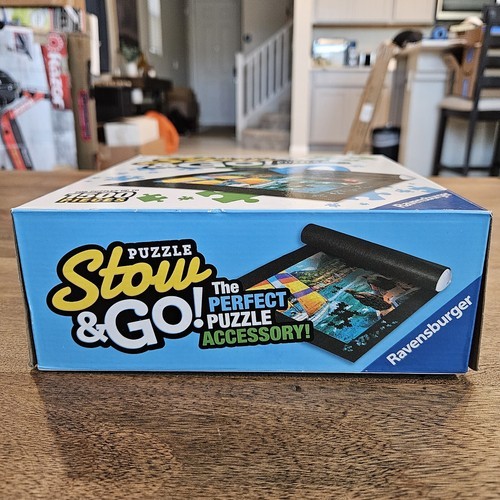 PUZZLE
Stow
&GO!
The
PERFECT
PUZZLE
ACCESSORY!
Ravensburger
Ravensburger